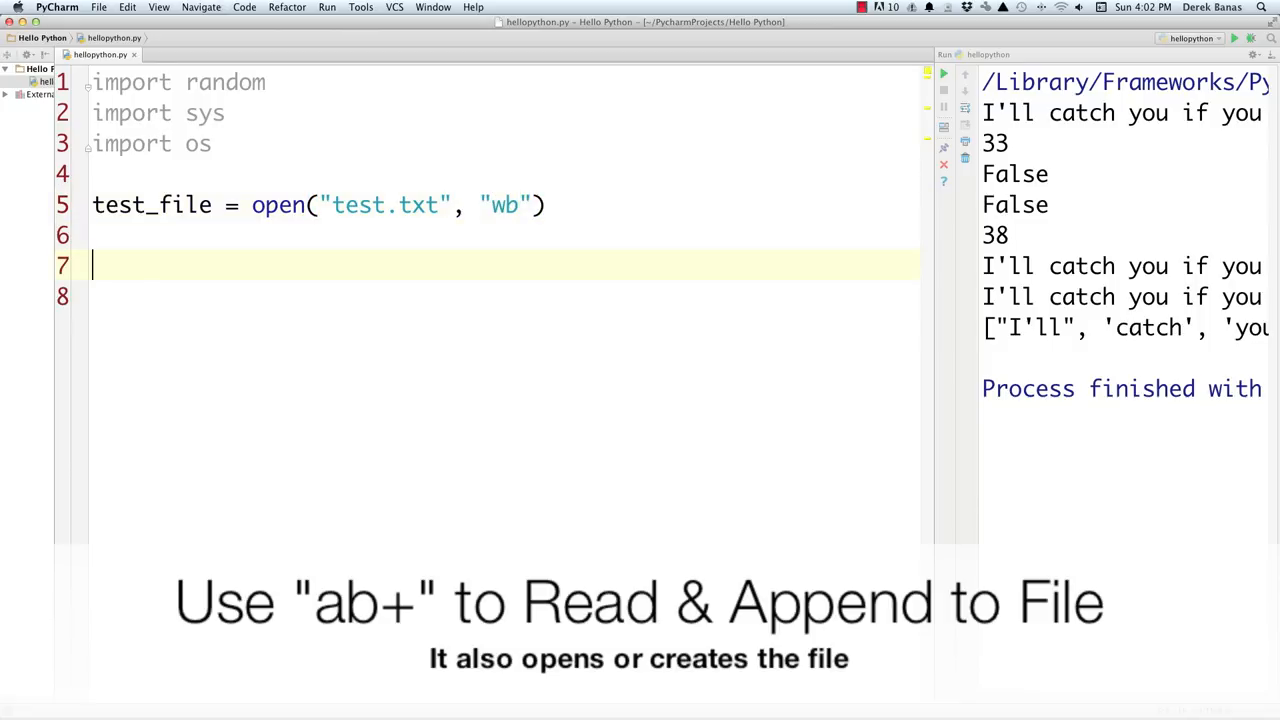 PyCharm File Edit View Navigate Code Refactor Run Tools VCS Window Help 10 Sun 4:02 PM Derek Banas
hellopython.py – Hello Python – [~/PycharmProjects/Hello Python]
Hello Python hellopython.py hellopython
hellopython.py × Run hellopython
Hello P
hell
Externa
1 import random
2 import sys
3 import os
4
5 test_file = open("test.txt", "wb")
6
7
8
/Library/Frameworks/Py
I'll catch you if you
33
False
False
38
I'll catch you if you
I'll catch you if you
["I'll", 'catch', 'you
Process finished with
Use "ab+" to Read & Append to File
It also opens or creates the file